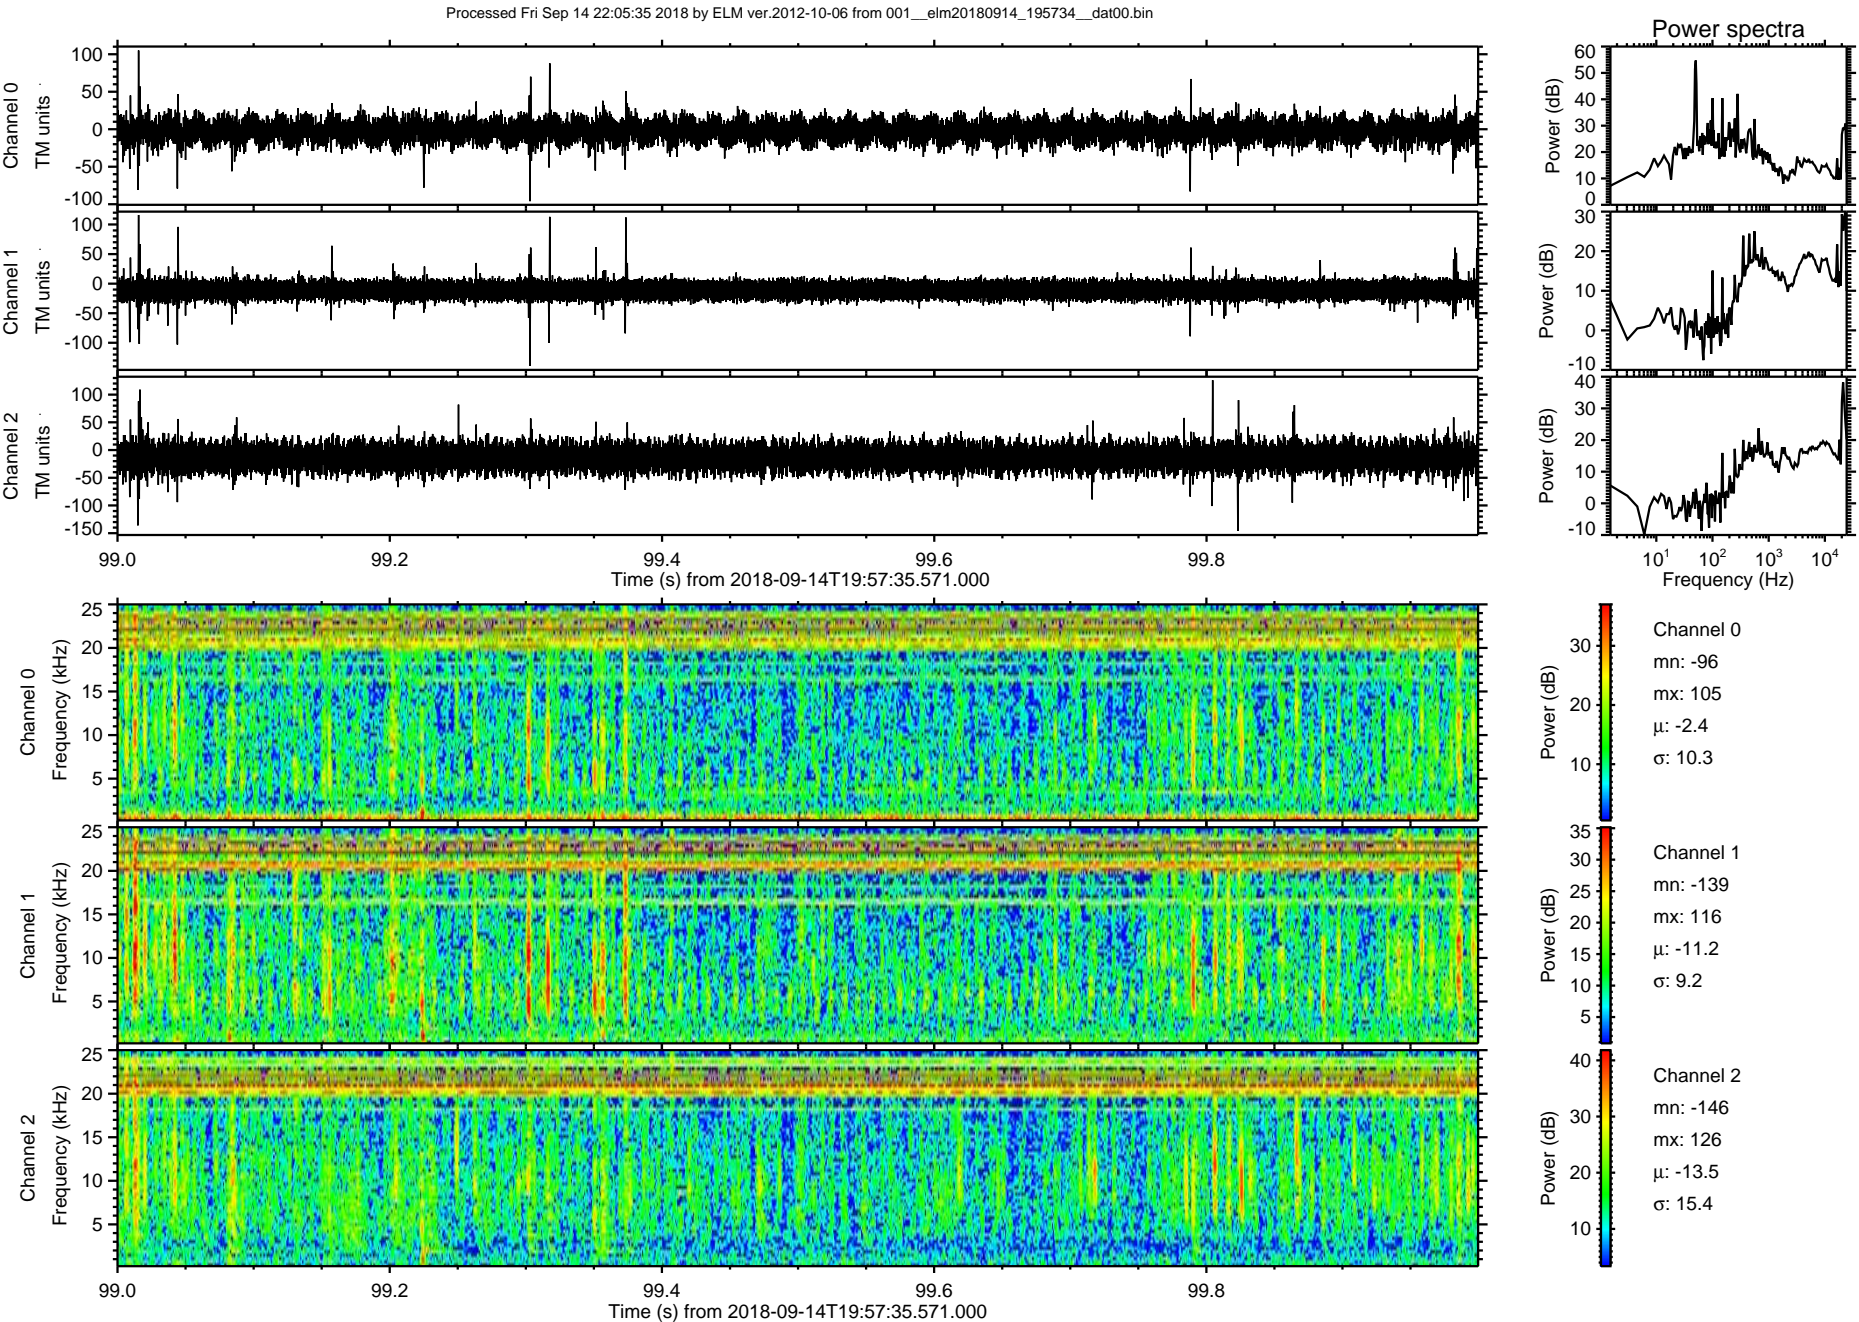 Processed Fri Sep 14 22:05:35 2018 by ELM ver.2012-10-06 from 001__elm20180914_195734__dat00.bin
Power spectra
Channel 0
TM units
100
50
0
-50
-100
Power (dB)
60
50
40
30
20
10
0
Channel 1
TM units
100
50
0
-50
-100
Power (dB)
30
20
10
0
-10
Channel 2
TM units
100
50
0
-50
-100
-150
Power (dB)
40
30
20
10
0
-10
99.0 99.2 99.4 99.6 99.8
Time (s) from 2018-09-14T19:57:35.571.000
10¹ 10² 10³ 10⁴
Frequency (Hz)
Channel 0
Frequency (kHz)
25
20
15
10
5
Power (dB)
30
20
10
Channel 0
mn: -96
mx: 105
μ: -2.4
σ: 10.3
Channel 1
Frequency (kHz)
25
20
15
10
5
Power (dB)
35
30
25
20
15
10
5
Channel 1
mn: -139
mx: 116
μ: -11.2
σ: 9.2
Channel 2
Frequency (kHz)
25
20
15
10
5
Power (dB)
40
30
20
10
Channel 2
mn: -146
mx: 126
μ: -13.5
σ: 15.4
99.0 99.2 99.4 99.6 99.8
Time (s) from 2018-09-14T19:57:35.571.000